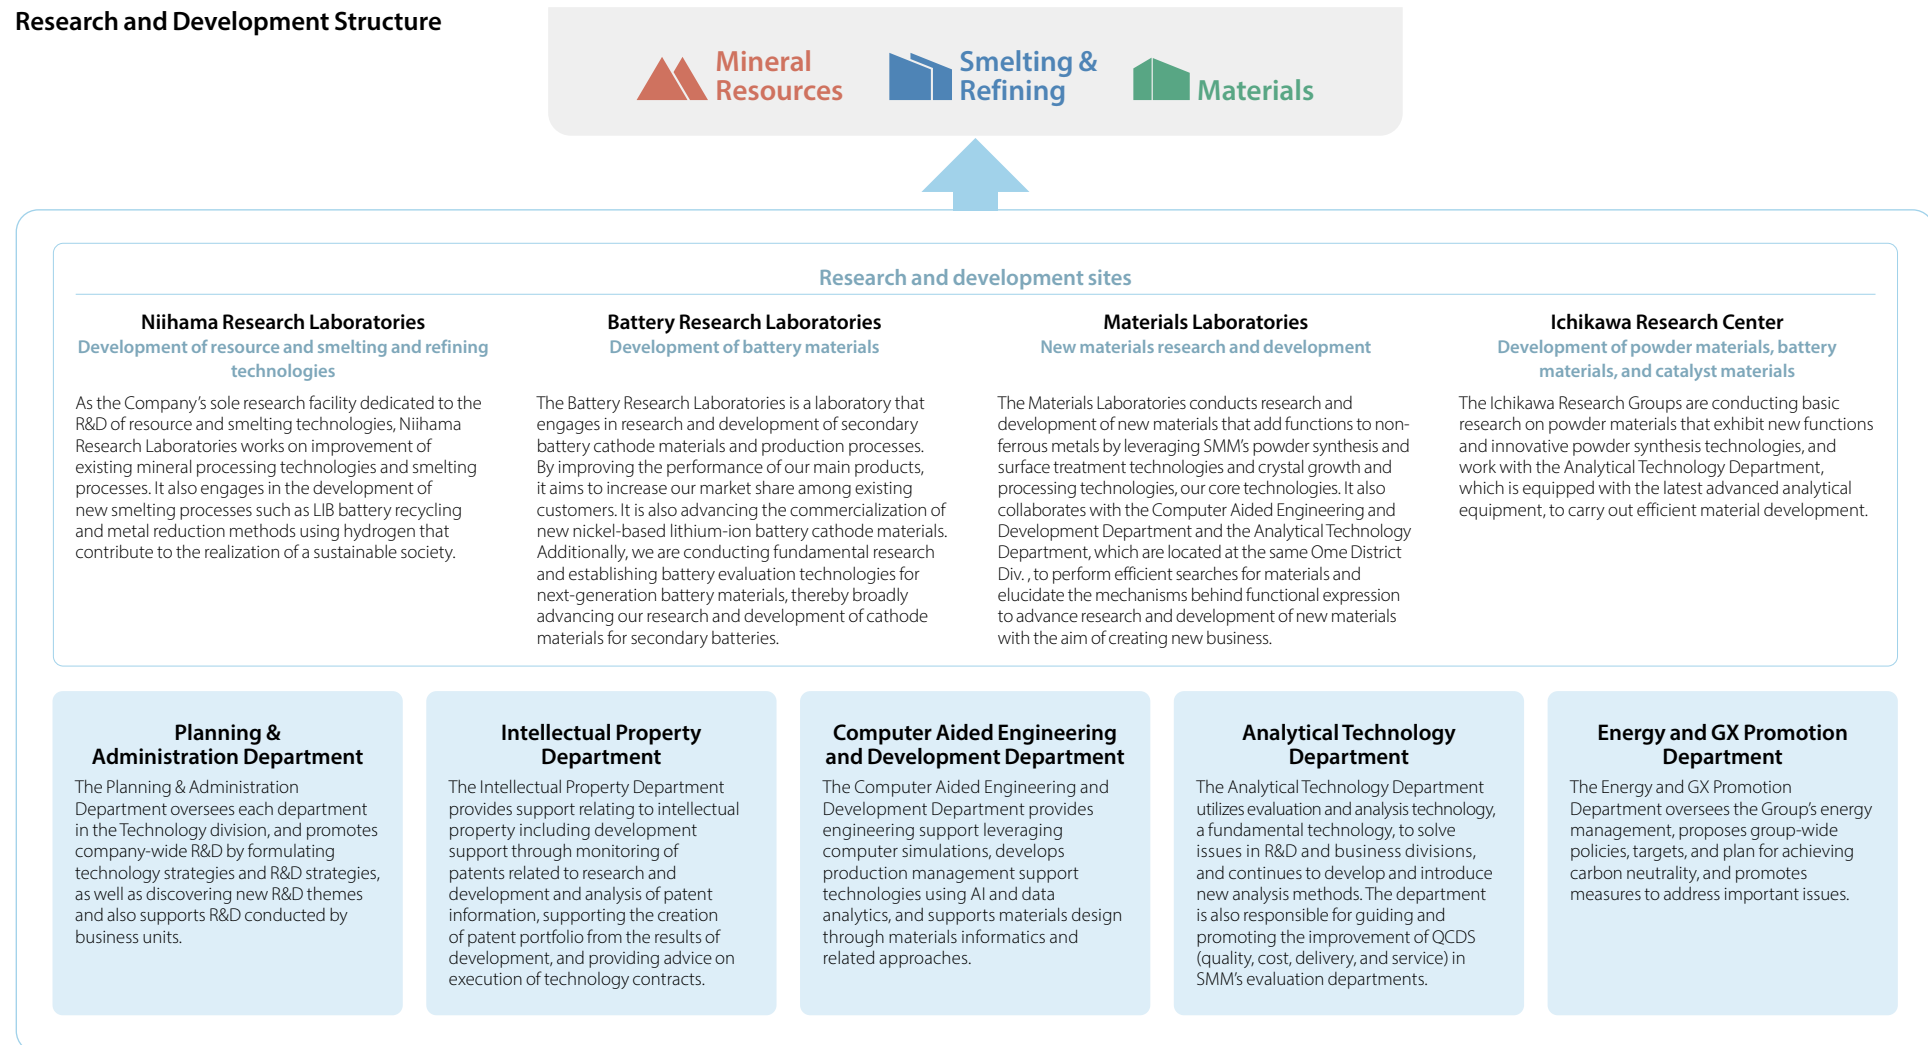 Research and Development Structure
Mineral
Resources
Smelting &
Refining
Materials
Research and development sites
Niihama Research Laboratories
Development of resource and smelting and refining
technologies
As the Company's sole research facility dedicated to the
R&D of resource and smelting technologies, Niihama
Research Laboratories works on improvement of
existing mineral processing technologies and smelting
processes. It also engages in the development of
new smelting processes such as LIB battery recycling
and metal reduction methods using hydrogen that
contribute to the realization of a sustainable society.
Battery Research Laboratories
Development of battery materials
The Battery Research Laboratories is a laboratory that
engages in research and development of secondary
battery cathode materials and production processes.
By improving the performance of our main products,
it aims to increase our market share among existing
customers. It is also advancing the commercialization of
new nickel-based lithium-ion battery cathode materials.
Additionally, we are conducting fundamental research
and establishing battery evaluation technologies for
next-generation battery materials, thereby broadly
advancing our research and development of cathode
materials for secondary batteries.
Materials Laboratories
New materials research and development
The Materials Laboratories conducts research and
development of new materials that add functions to non-
ferrous metals by leveraging SMM's powder synthesis and
surface treatment technologies and crystal growth and
processing technologies, our core technologies. It also
collaborates with the Computer Aided Engineering and
Development Department and the Analytical Technology
Department, which are located at the same Ome District
Div. , to perform efficient searches for materials and
elucidate the mechanisms behind functional expression
to advance research and development of new materials
with the aim of creating new business.
Ichikawa Research Center
Development of powder materials, battery
materials, and catalyst materials
The Ichikawa Research Groups are conducting basic
research on powder materials that exhibit new functions
and innovative powder synthesis technologies, and
work with the Analytical Technology Department,
which is equipped with the latest advanced analytical
equipment, to carry out efficient material development.
Planning &
Administration Department
The Planning & Administration
Department oversees each department
in the Technology division, and promotes
company-wide R&D by formulating
technology strategies and R&D strategies,
as well as discovering new R&D themes
and also supports R&D conducted by
business units.
Intellectual Property
Department
The Intellectual Property Department
provides support relating to intellectual
property including development
support through monitoring of
patents related to research and
development and analysis of patent
information, supporting the creation
of patent portfolio from the results of
development, and providing advice on
execution of technology contracts.
Computer Aided Engineering
and Development Department
The Computer Aided Engineering and
Development Department provides
engineering support leveraging
computer simulations, develops
production management support
technologies using AI and data
analytics, and supports materials design
through materials informatics and
related approaches.
Analytical Technology
Department
The Analytical Technology Department
utilizes evaluation and analysis technology,
a fundamental technology, to solve
issues in R&D and business divisions,
and continues to develop and introduce
new analysis methods. The department
is also responsible for guiding and
promoting the improvement of QCDS
(quality, cost, delivery, and service) in
SMM's evaluation departments.
Energy and GX Promotion
Department
The Energy and GX Promotion
Department oversees the Group's energy
management, proposes group-wide
policies, targets, and plan for achieving
carbon neutrality, and promotes
measures to address important issues.